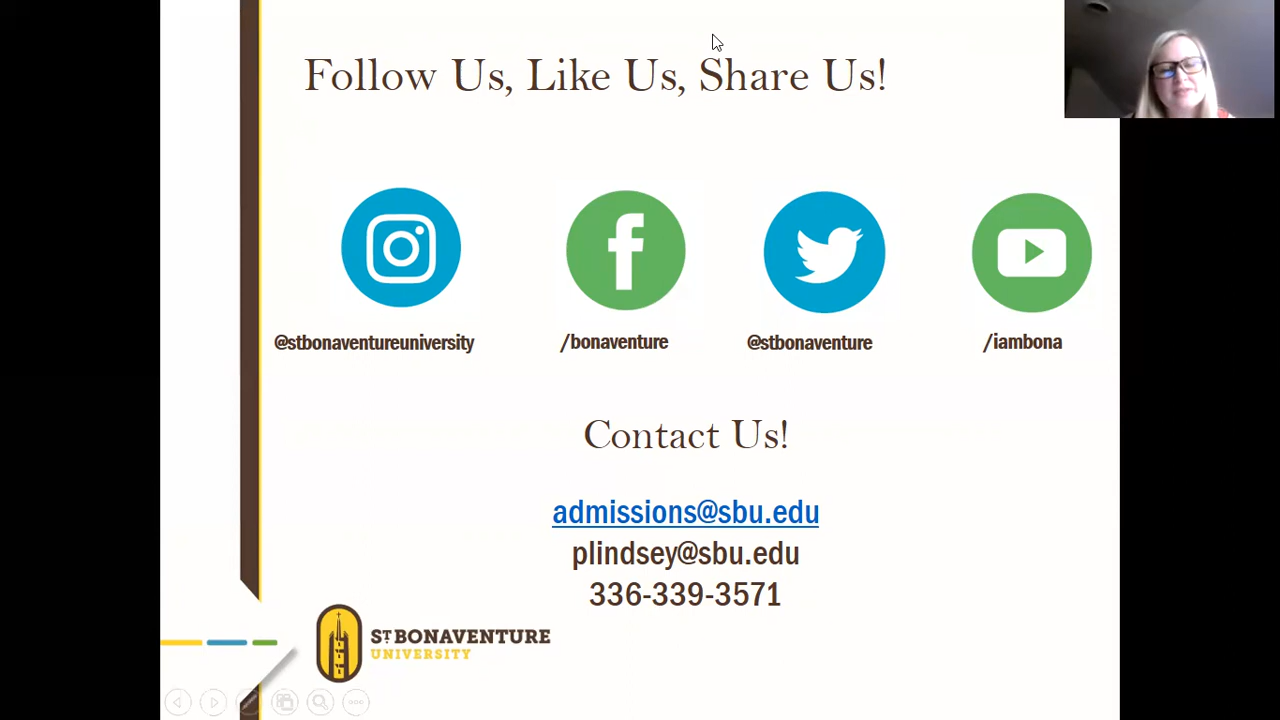 Follow Us, Like Us, Share Us!
@stbonaventureuniversity
/bonaventure
@stbonaventure
/iambona
Contact Us!
admissions@sbu.edu
plindsey@sbu.edu
336-339-3571
ST. BONAVENTURE
UNIVERSITY